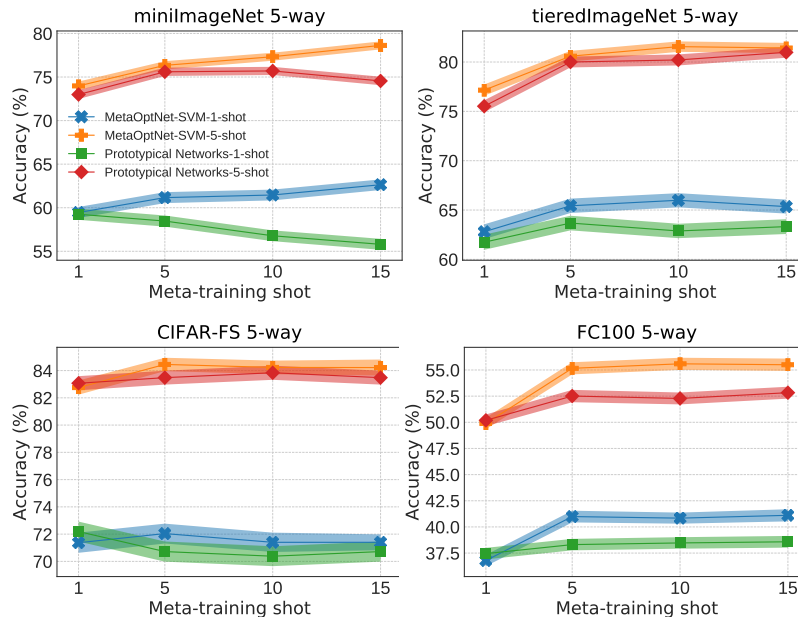 miniImageNet 5-way
80
75
70
65
60
55
Accuracy (%)
MetaOptNet-SVM-1-shot
MetaOptNet-SVM-5-shot
Prototypical Networks-1-shot
Prototypical Networks-5-shot
1 5 10 15
Meta-training shot
tieredImageNet 5-way
80
75
70
65
60
Accuracy (%)
1 5 10 15
Meta-training shot
CIFAR-FS 5-way
84
82
80
78
76
74
72
70
Accuracy (%)
1 5 10 15
Meta-training shot
FC100 5-way
55.0
52.5
50.0
47.5
45.0
42.5
40.0
37.5
Accuracy (%)
1 5 10 15
Meta-training shot